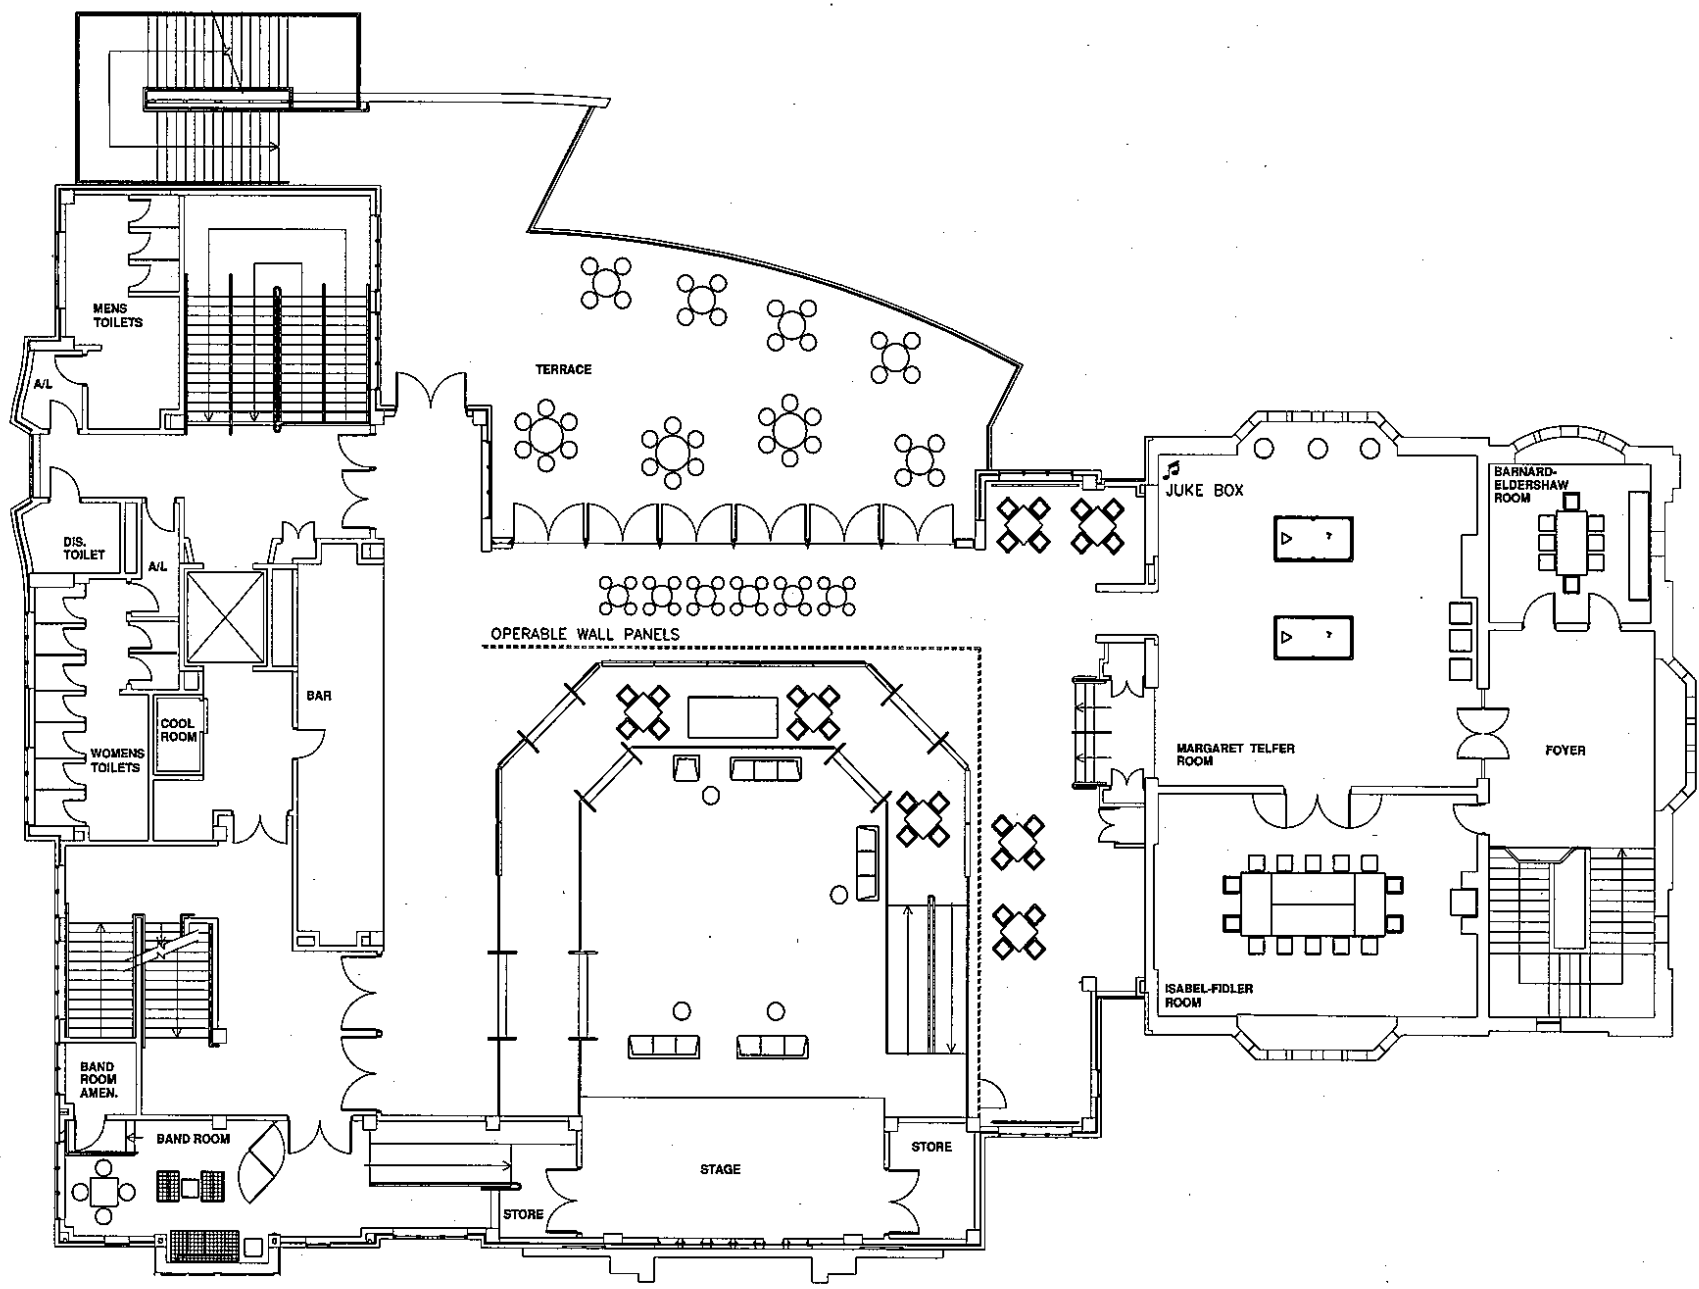 MENS
TOILETS
A/L
TERRACE
JUKE BOX
BARNARD-
ELDERSHAW
ROOM
DIS.
TOILET
A/L
OPERABLE WALL PANELS
BAR
COOL
ROOM
WOMENS
TOILETS
MARGARET TELFER
ROOM
FOYER
ISABEL-FIDLER
ROOM
BAND
ROOM
AMEN.
BAND ROOM
STORE
STAGE
STORE